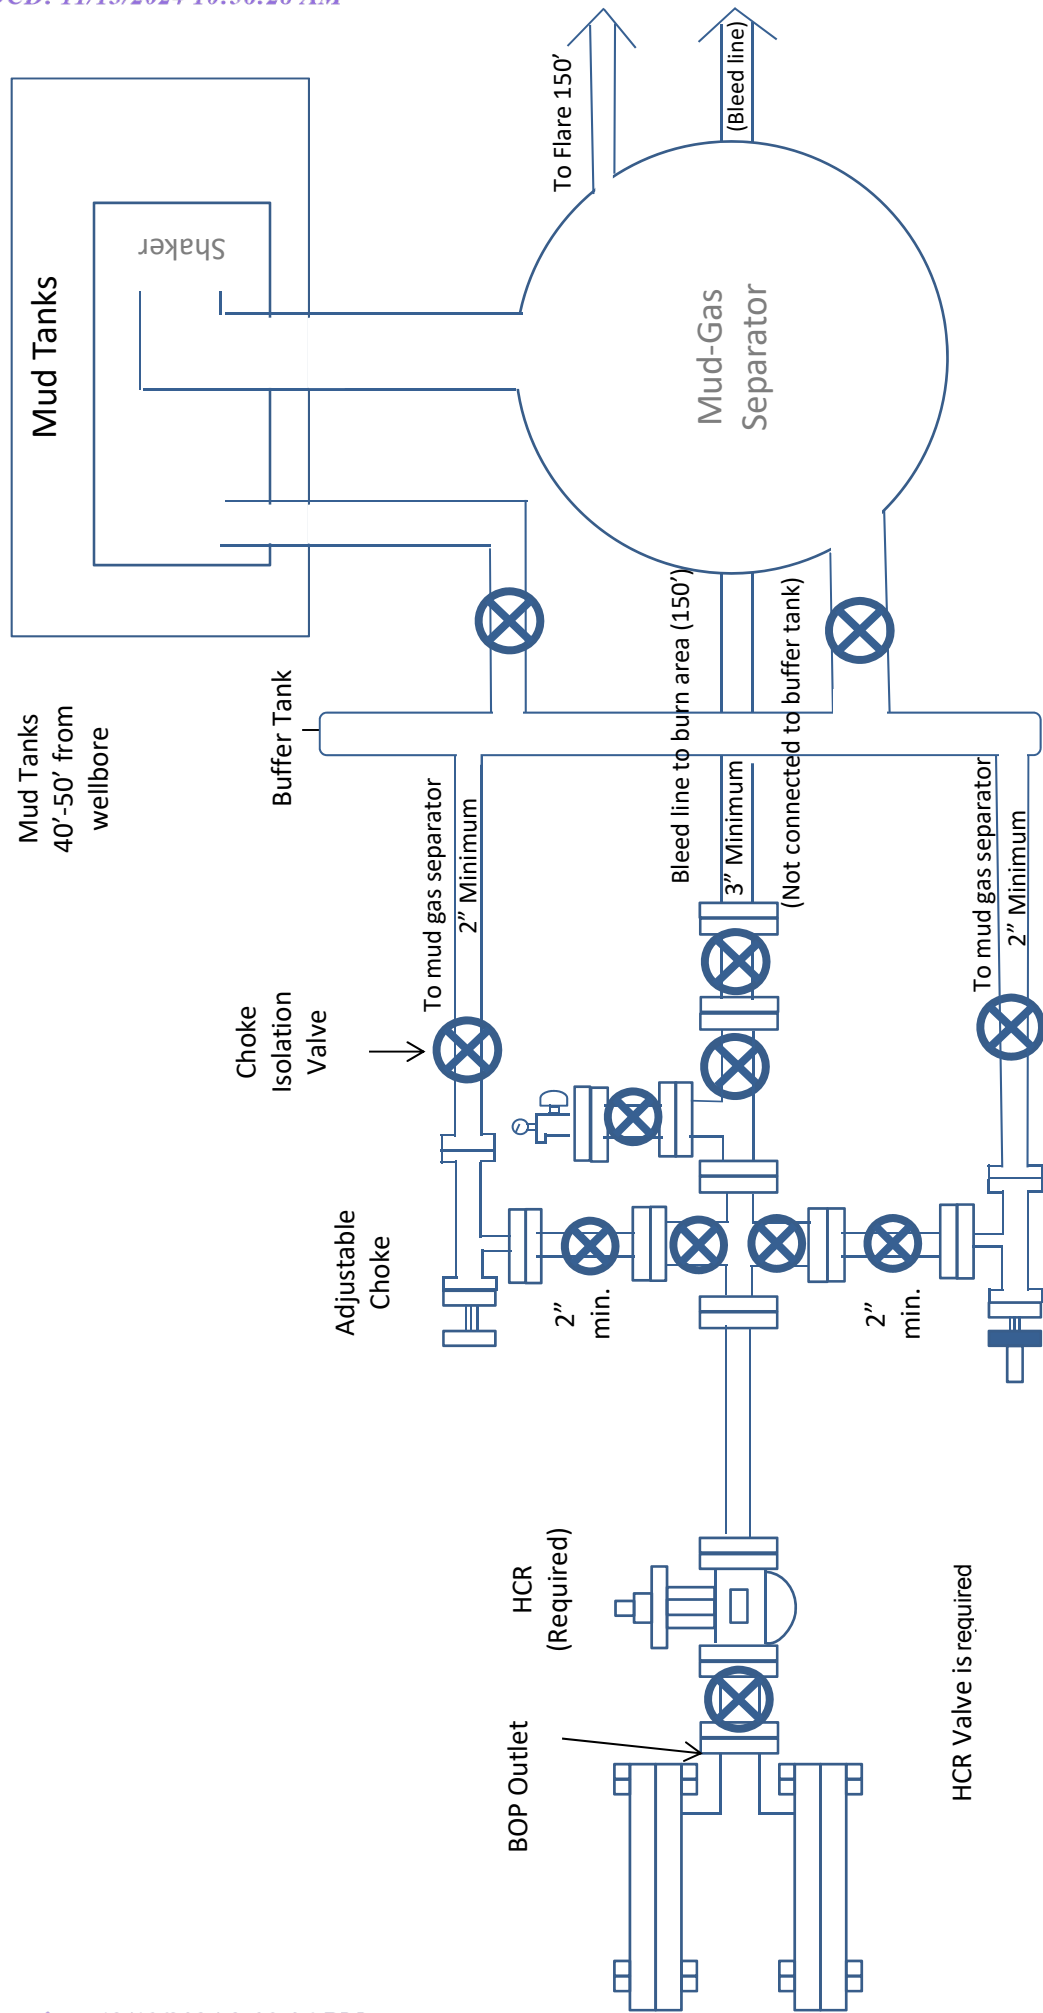 Mud Tanks
Shaker
To Flare 150’
(Bleed line)
Mud-Gas
Separator
Mud Tanks
40’-50’ from
wellbore
Buffer Tank
Bleed line to burn area (150’)
3” Minimum
(Not connected to buffer tank)
To mud gas separator
2” Minimum
To mud gas separator
2” Minimum
Choke
Isolation
Valve
Adjustable
Choke
2”
min.
2”
min.
HCR
(Required)
BOP Outlet
HCR Valve is required